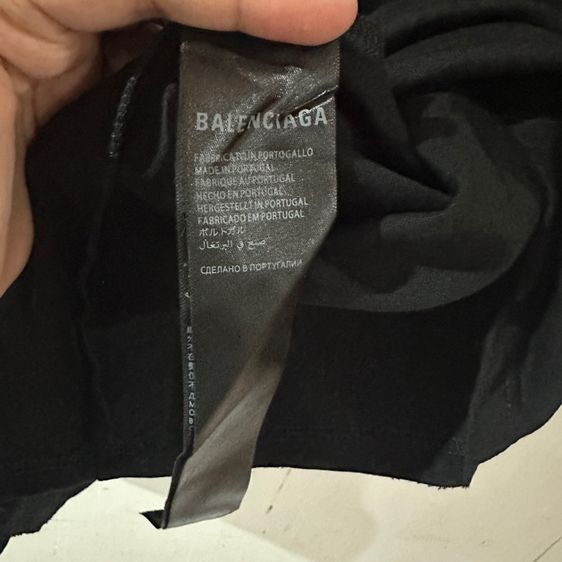 BALENCIAGA
FABBRICATO IN PORTOGALLO
MADE IN PORTUGAL
FABRIQUE AU PORTUGAL
HECHO EN PORTUGAL
HERGESTELLT IN PORTUGAL
FABRICADO EM PORTUGAL
ポルトガル
صنع في البرتغال
СДЕЛАНО В ПОРТУГАЛИИ